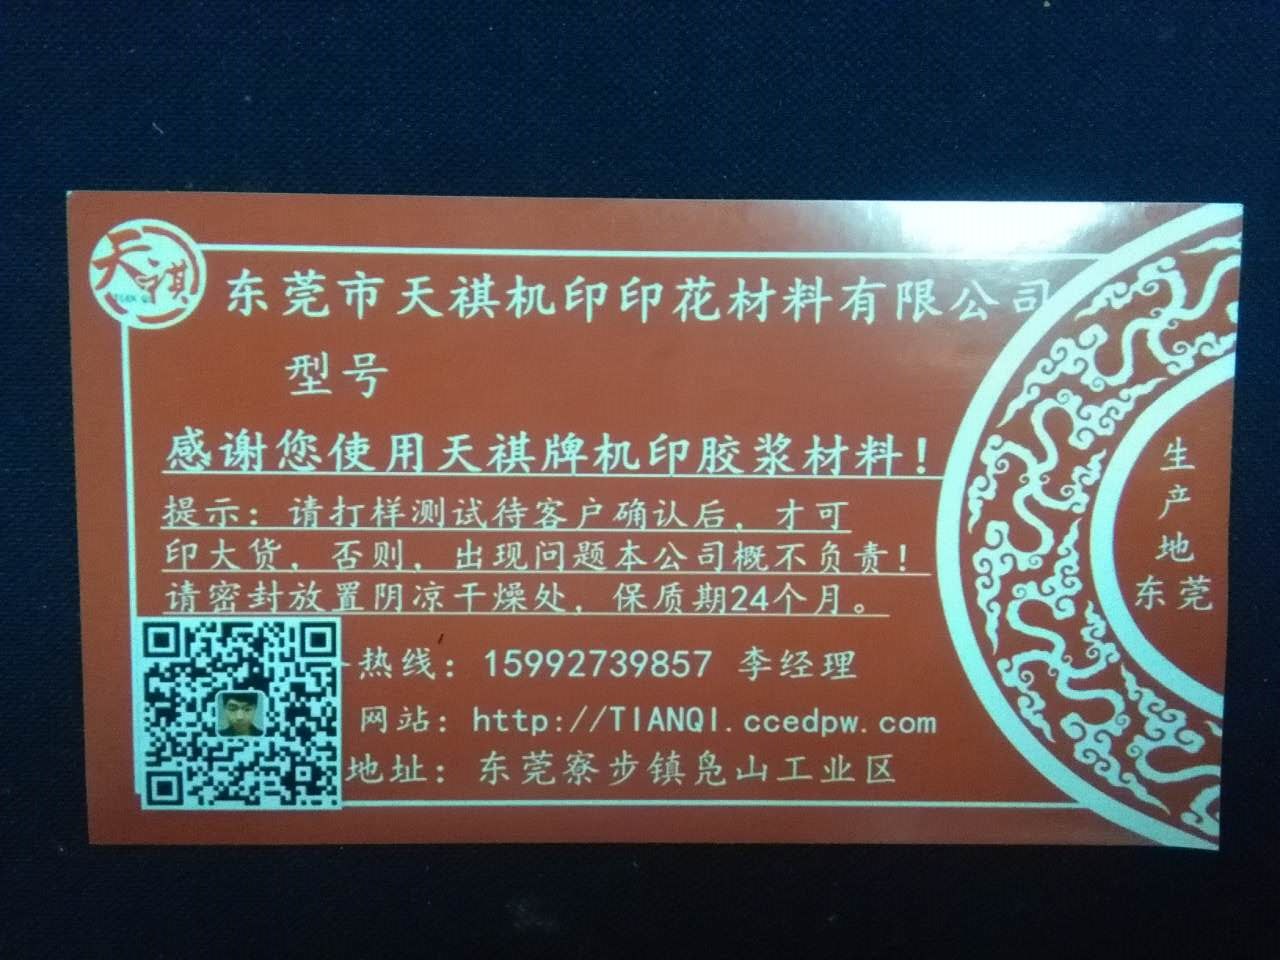 天祺
东莞市天祺机印印花材料有限公司
型号
感谢您使用天祺牌机印胶浆材料！
提示：请打样测试待客户确认后，才可
印大货，否则，出现问题本公司概不负责！
请密封放置阴凉干燥处，保质期24个月。
热线：15992739857 李经理
网站：http://TIANQI.ccedpw.com
地址：东莞寮步镇凫山工业区
生
产
地
东莞